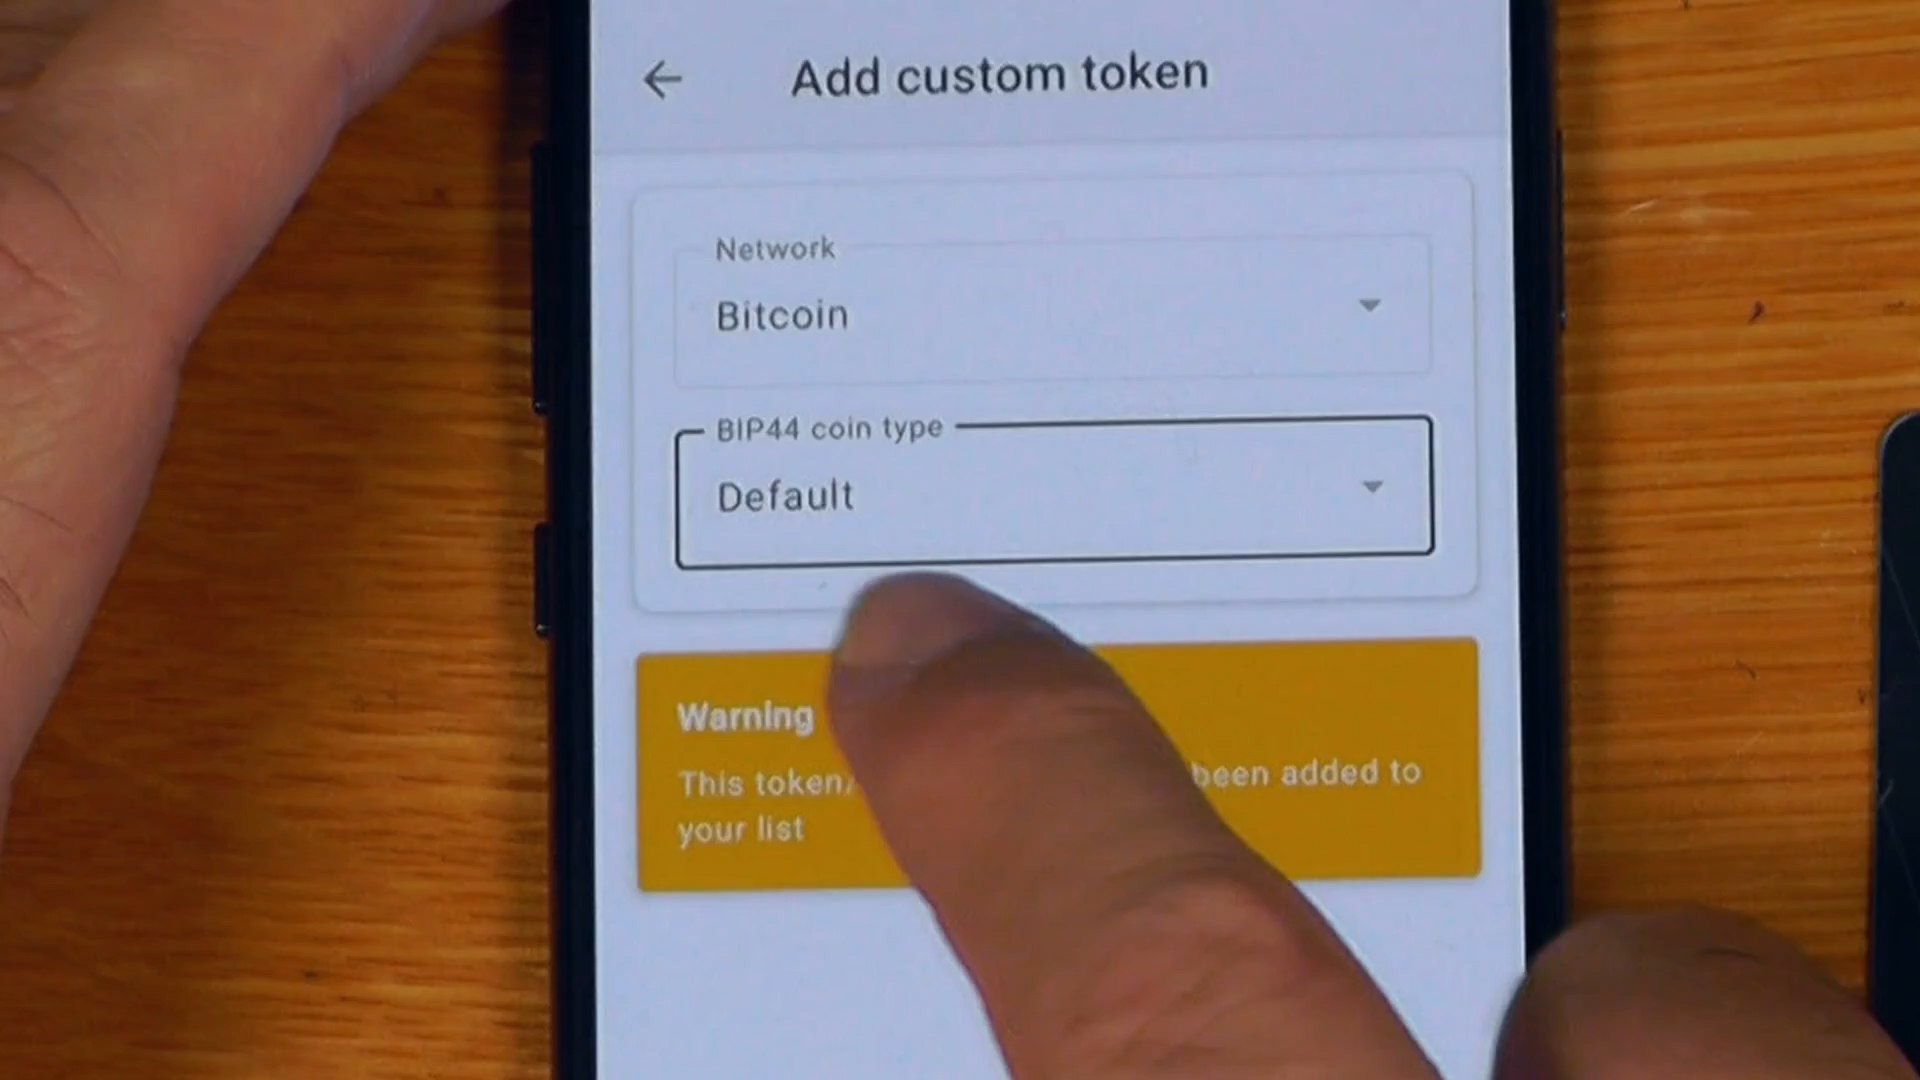 Add custom token
Network
Bitcoin
BIP44 coin type
Default
Warning
This token/ been added to
your list